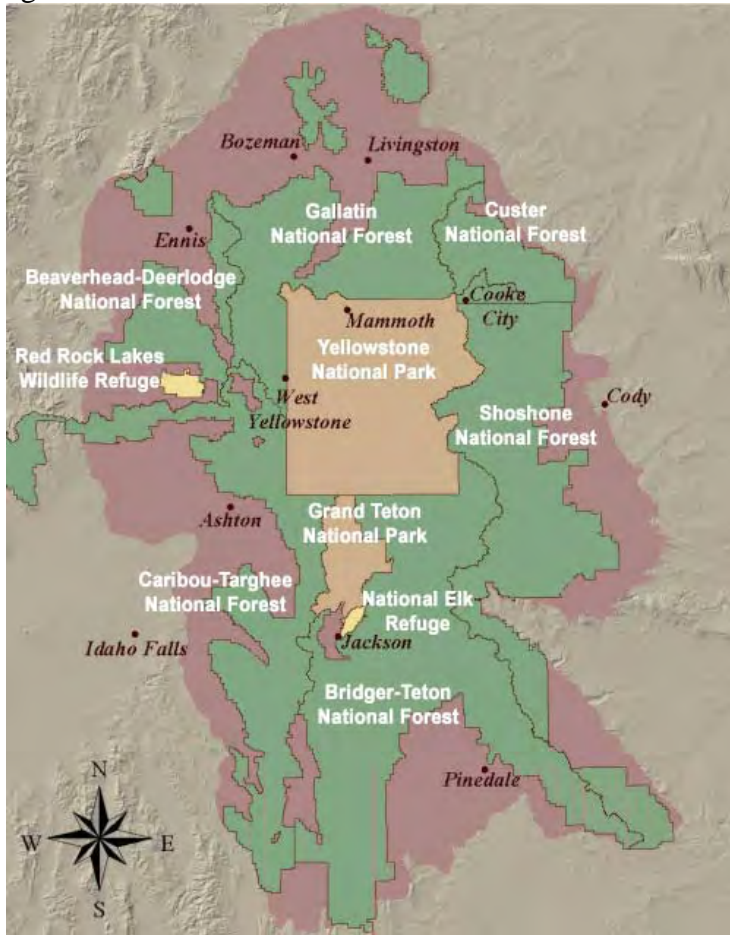 Bozeman
Livingston
Gallatin
National Forest
Custer
National Forest
Ennis
Beaverhead-Deerlodge
National Forest
Cooke
City
Mammoth
Yellowstone
National Park
Red Rock Lakes
Wildlife Refuge
West
Yellowstone
Cody
Shoshone
National Forest
Ashton
Grand Teton
National Park
Caribou-Targhee
National Forest
National Elk
Refuge
Idaho Falls
Jackson
Bridger-Teton
National Forest
Pinedale
N
W
E
S